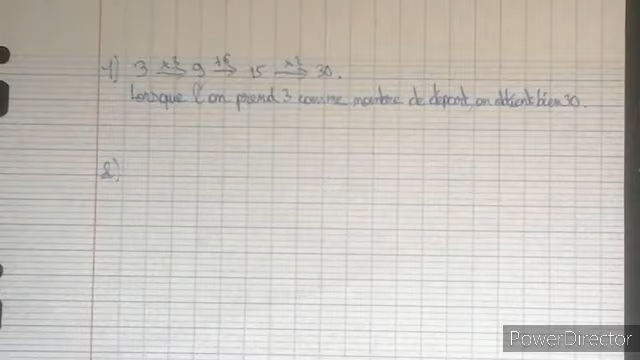 1) 3 ×3→ 9 +6→ 15 ×2→ 30.
Lorsque l'on prend 3 comme nombre de départ, on obtient bien 30.
2)
PowerDirector